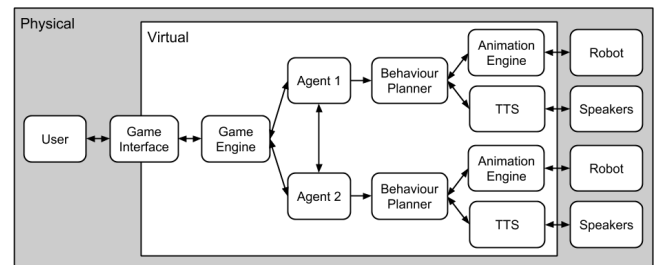 Physical
Virtual
User
Game
Interface
Game
Engine
Agent 1
Agent 2
Behaviour
Planner
Behaviour
Planner
Animation
Engine
TTS
Animation
Engine
TTS
Robot
Speakers
Robot
Speakers